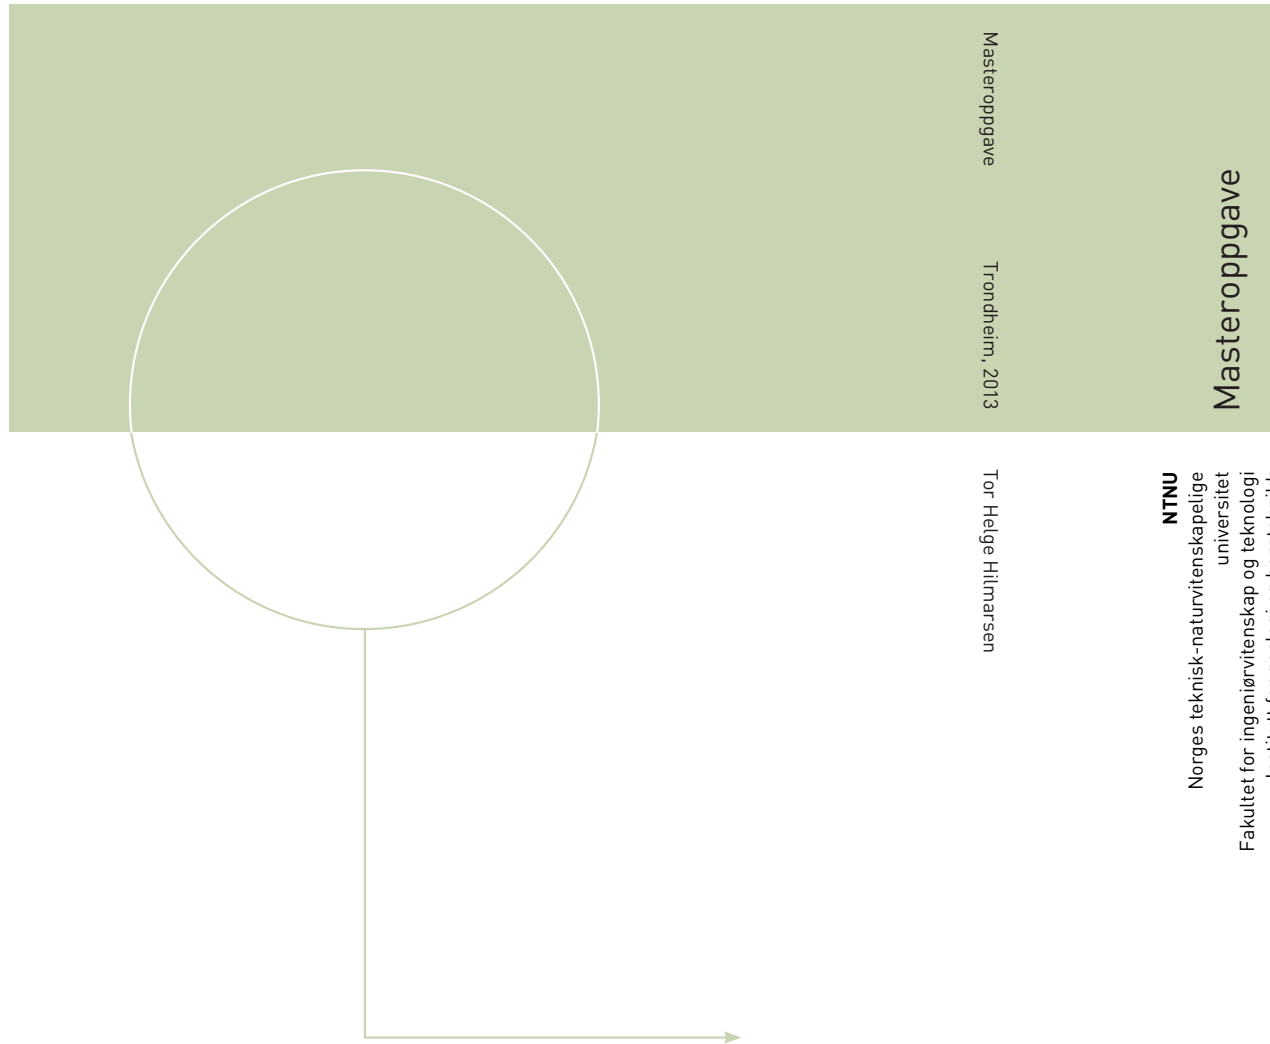 Masteroppgave
Trondheim, 2013
Tor Helge Hilmarsen
Masteroppgave
NTNU
Norges teknisk-naturvitenskapelige
universitet
Fakultet for ingeniørvitenskap og teknologi